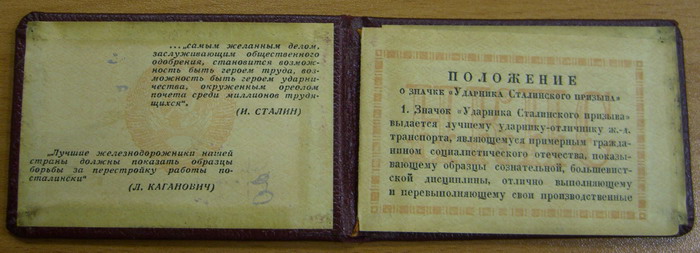 ..."самым желанным делом,
заслуживающим общественного
одобрения, становится возмож-
ность быть героем труда, воз-
можность быть героем ударни-
чества, окруженным ореолом
почета среди миллионов трудя-
щихся".
(И. СТАЛИН)
"Лучшие железнодорожники нашей
страны должны показать образцы
борьбы за перестройку работы по-
сталински"
(Л. КАГАНОВИЧ)
ПОЛОЖЕНИЕ
о значке «Ударника Сталинского призыва»
1. Значок "Ударника Сталинского призыва"
выдается лучшему ударнику-отличнику ж.-д.
транспорта, являющемуся примерным гражда-
нином социалистического отечества, показы-
вающему образцы сознательной, большевист-
ской дисциплины, отлично выполняющему
и перевыполняющему свои производственные